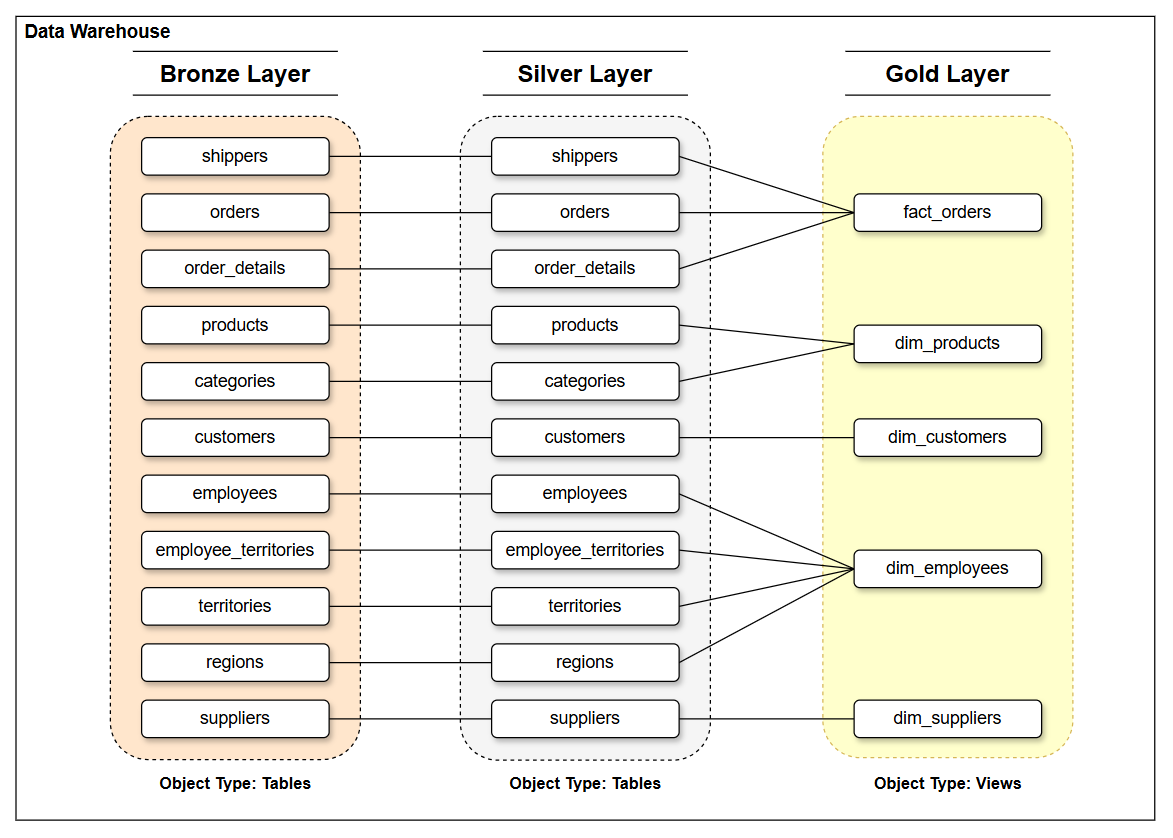 Data Warehouse
Bronze Layer
Silver Layer
Gold Layer
shippers
shippers
orders
orders
fact_orders
order_details
order_details
products
products
dim_products
categories
categories
customers
customers
dim_customers
employees
employees
employee_territories
employee_territories
dim_employees
territories
territories
regions
regions
suppliers
suppliers
dim_suppliers
Object Type: Tables
Object Type: Tables
Object Type: Views